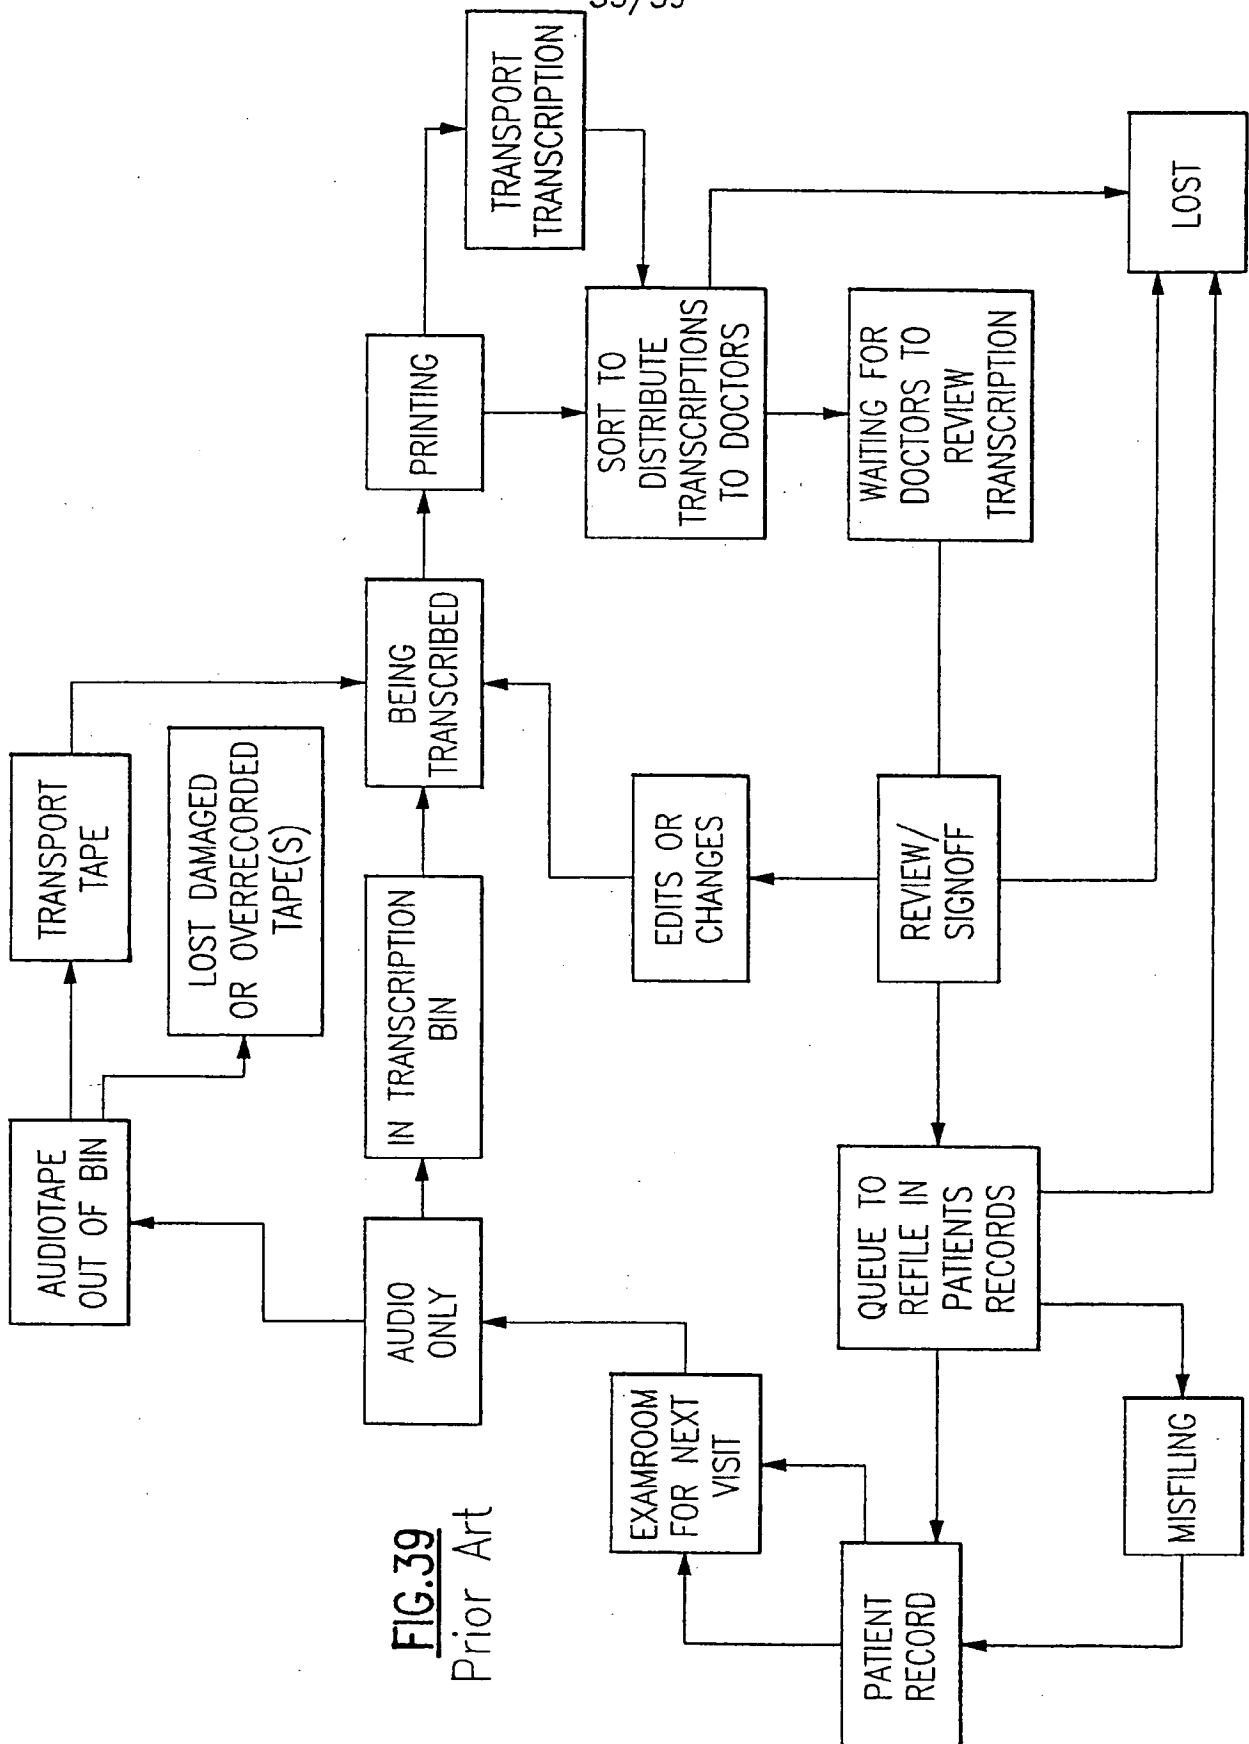 AUDIOTAPE
OUT OF BIN
TRANSPORT
TAPE
LOST DAMAGED
OR OVERRECORDED
TAPE(S)
FIG.39
Prior Art
AUDIO
ONLY
IN TRANSCRIPTION
BIN
BEING
TRANSCRIBED
PRINTING
TRANSPORT
TRANSCRIPTION
EXAMROOM
FOR NEXT
VISIT
EDITS OR
CHANGES
SORT TO
DISTRIBUTE
TRANSCRIPTIONS
TO DOCTORS
PATIENT
RECORD
QUEUE TO
REFILE IN
PATIENTS
RECORDS
REVIEW/
SIGNOFF
WAITING FOR
DOCTORS TO
REVIEW
TRANSCRIPTION
MISFILING
LOST